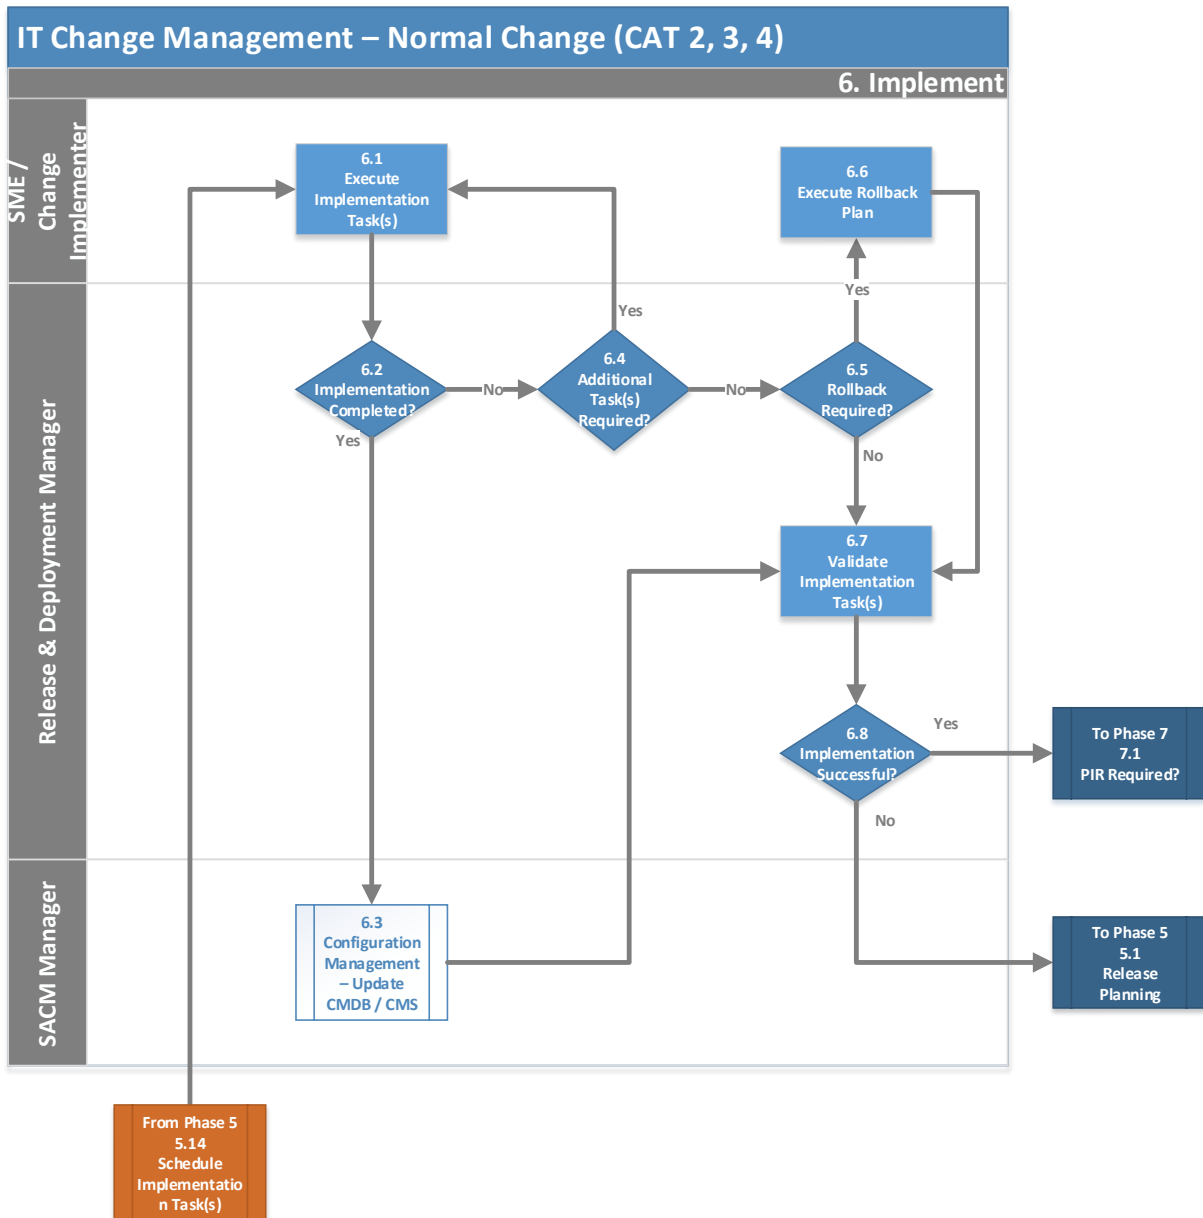 IT Change Management – Normal Change (CAT 2, 3, 4)
6. Implement
SME /
Change
Implementer
6.1
Execute
Implementation
Task(s)
6.6
Execute Rollback
Plan
Release & Deployment Manager
Yes
Yes
6.2
Implementation
Completed?
No
6.4
Additional
Task(s)
Required?
No
6.5
Rollback
Required?
Yes
No
6.7
Validate
Implementation
Task(s)
6.8
Implementation
Successful?
Yes
No
To Phase 7
7.1
PIR Required?
SACM Manager
6.3
Configuration
Management
– Update
CMDB / CMS
To Phase 5
5.1
Release
Planning
From Phase 5
5.14
Schedule
Implementatio
n Task(s)